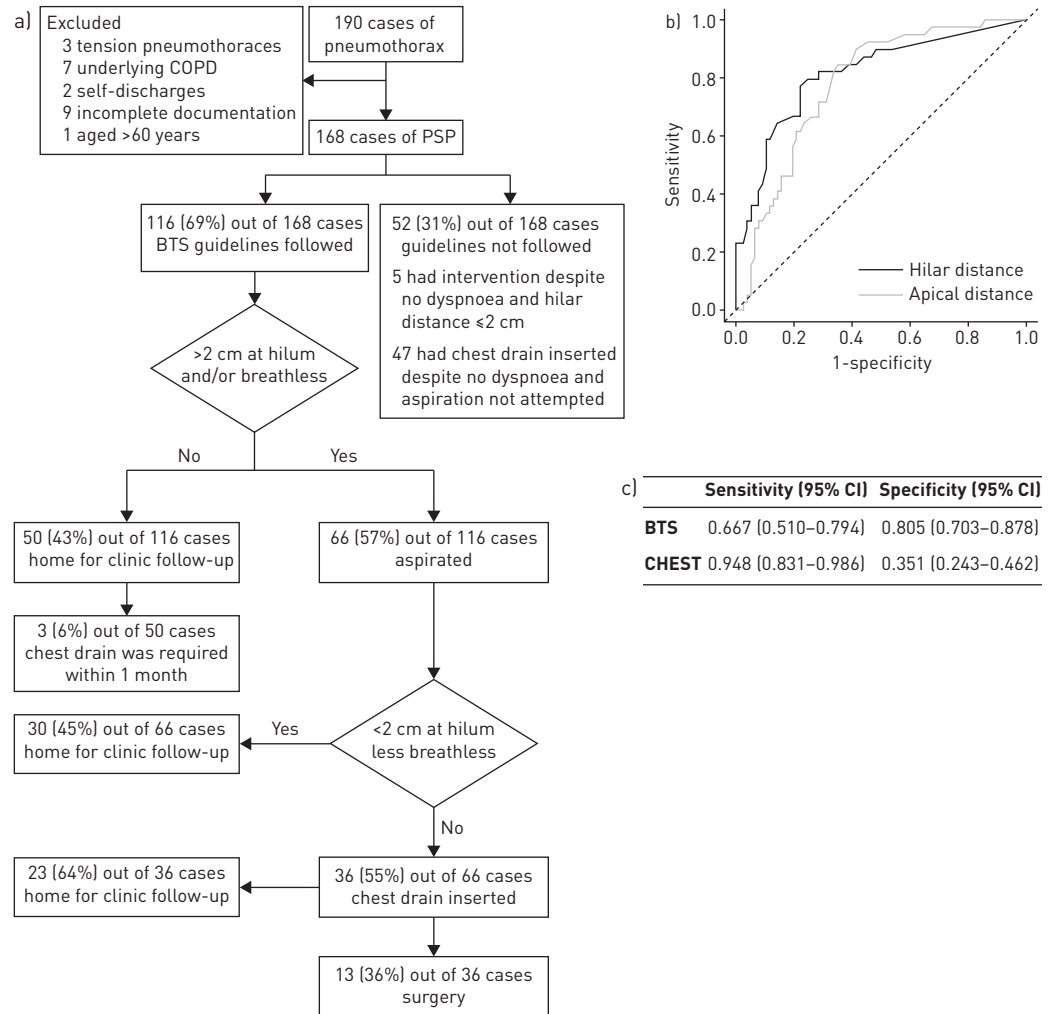 a)
Excluded
3 tension pneumothoraces
7 underlying COPD
2 self-discharges
9 incomplete documentation
1 aged >60 years
190 cases of
pneumothorax
168 cases of PSP
116 (69%) out of 168 cases
BTS guidelines followed
52 (31%) out of 168 cases
guidelines not followed
5 had intervention despite
no dyspnoea and hilar
distance ≤2 cm
47 had chest drain inserted
despite no dyspnoea and
aspiration not attempted
>2 cm at hilum
and/or breathless
No
Yes
50 (43%) out of 116 cases
home for clinic follow-up
66 (57%) out of 116 cases
aspirated
3 (6%) out of 50 cases
chest drain was required
within 1 month
<2 cm at hilum
less breathless
Yes
30 (45%) out of 66 cases
home for clinic follow-up
No
36 (55%) out of 66 cases
chest drain inserted
23 (64%) out of 36 cases
home for clinic follow-up
13 (36%) out of 36 cases
surgery
b)
Sensitivity
1.0
0.8
0.6
0.4
0.2
0.0
Hilar distance
Apical distance
0.0 0.2 0.4 0.6 0.8 1.0
1-specificity
c)
Sensitivity (95% CI) Specificity (95% CI)
BTS 0.667 (0.510–0.794) 0.805 (0.703–0.878)
CHEST 0.948 (0.831–0.986) 0.351 (0.243–0.462)